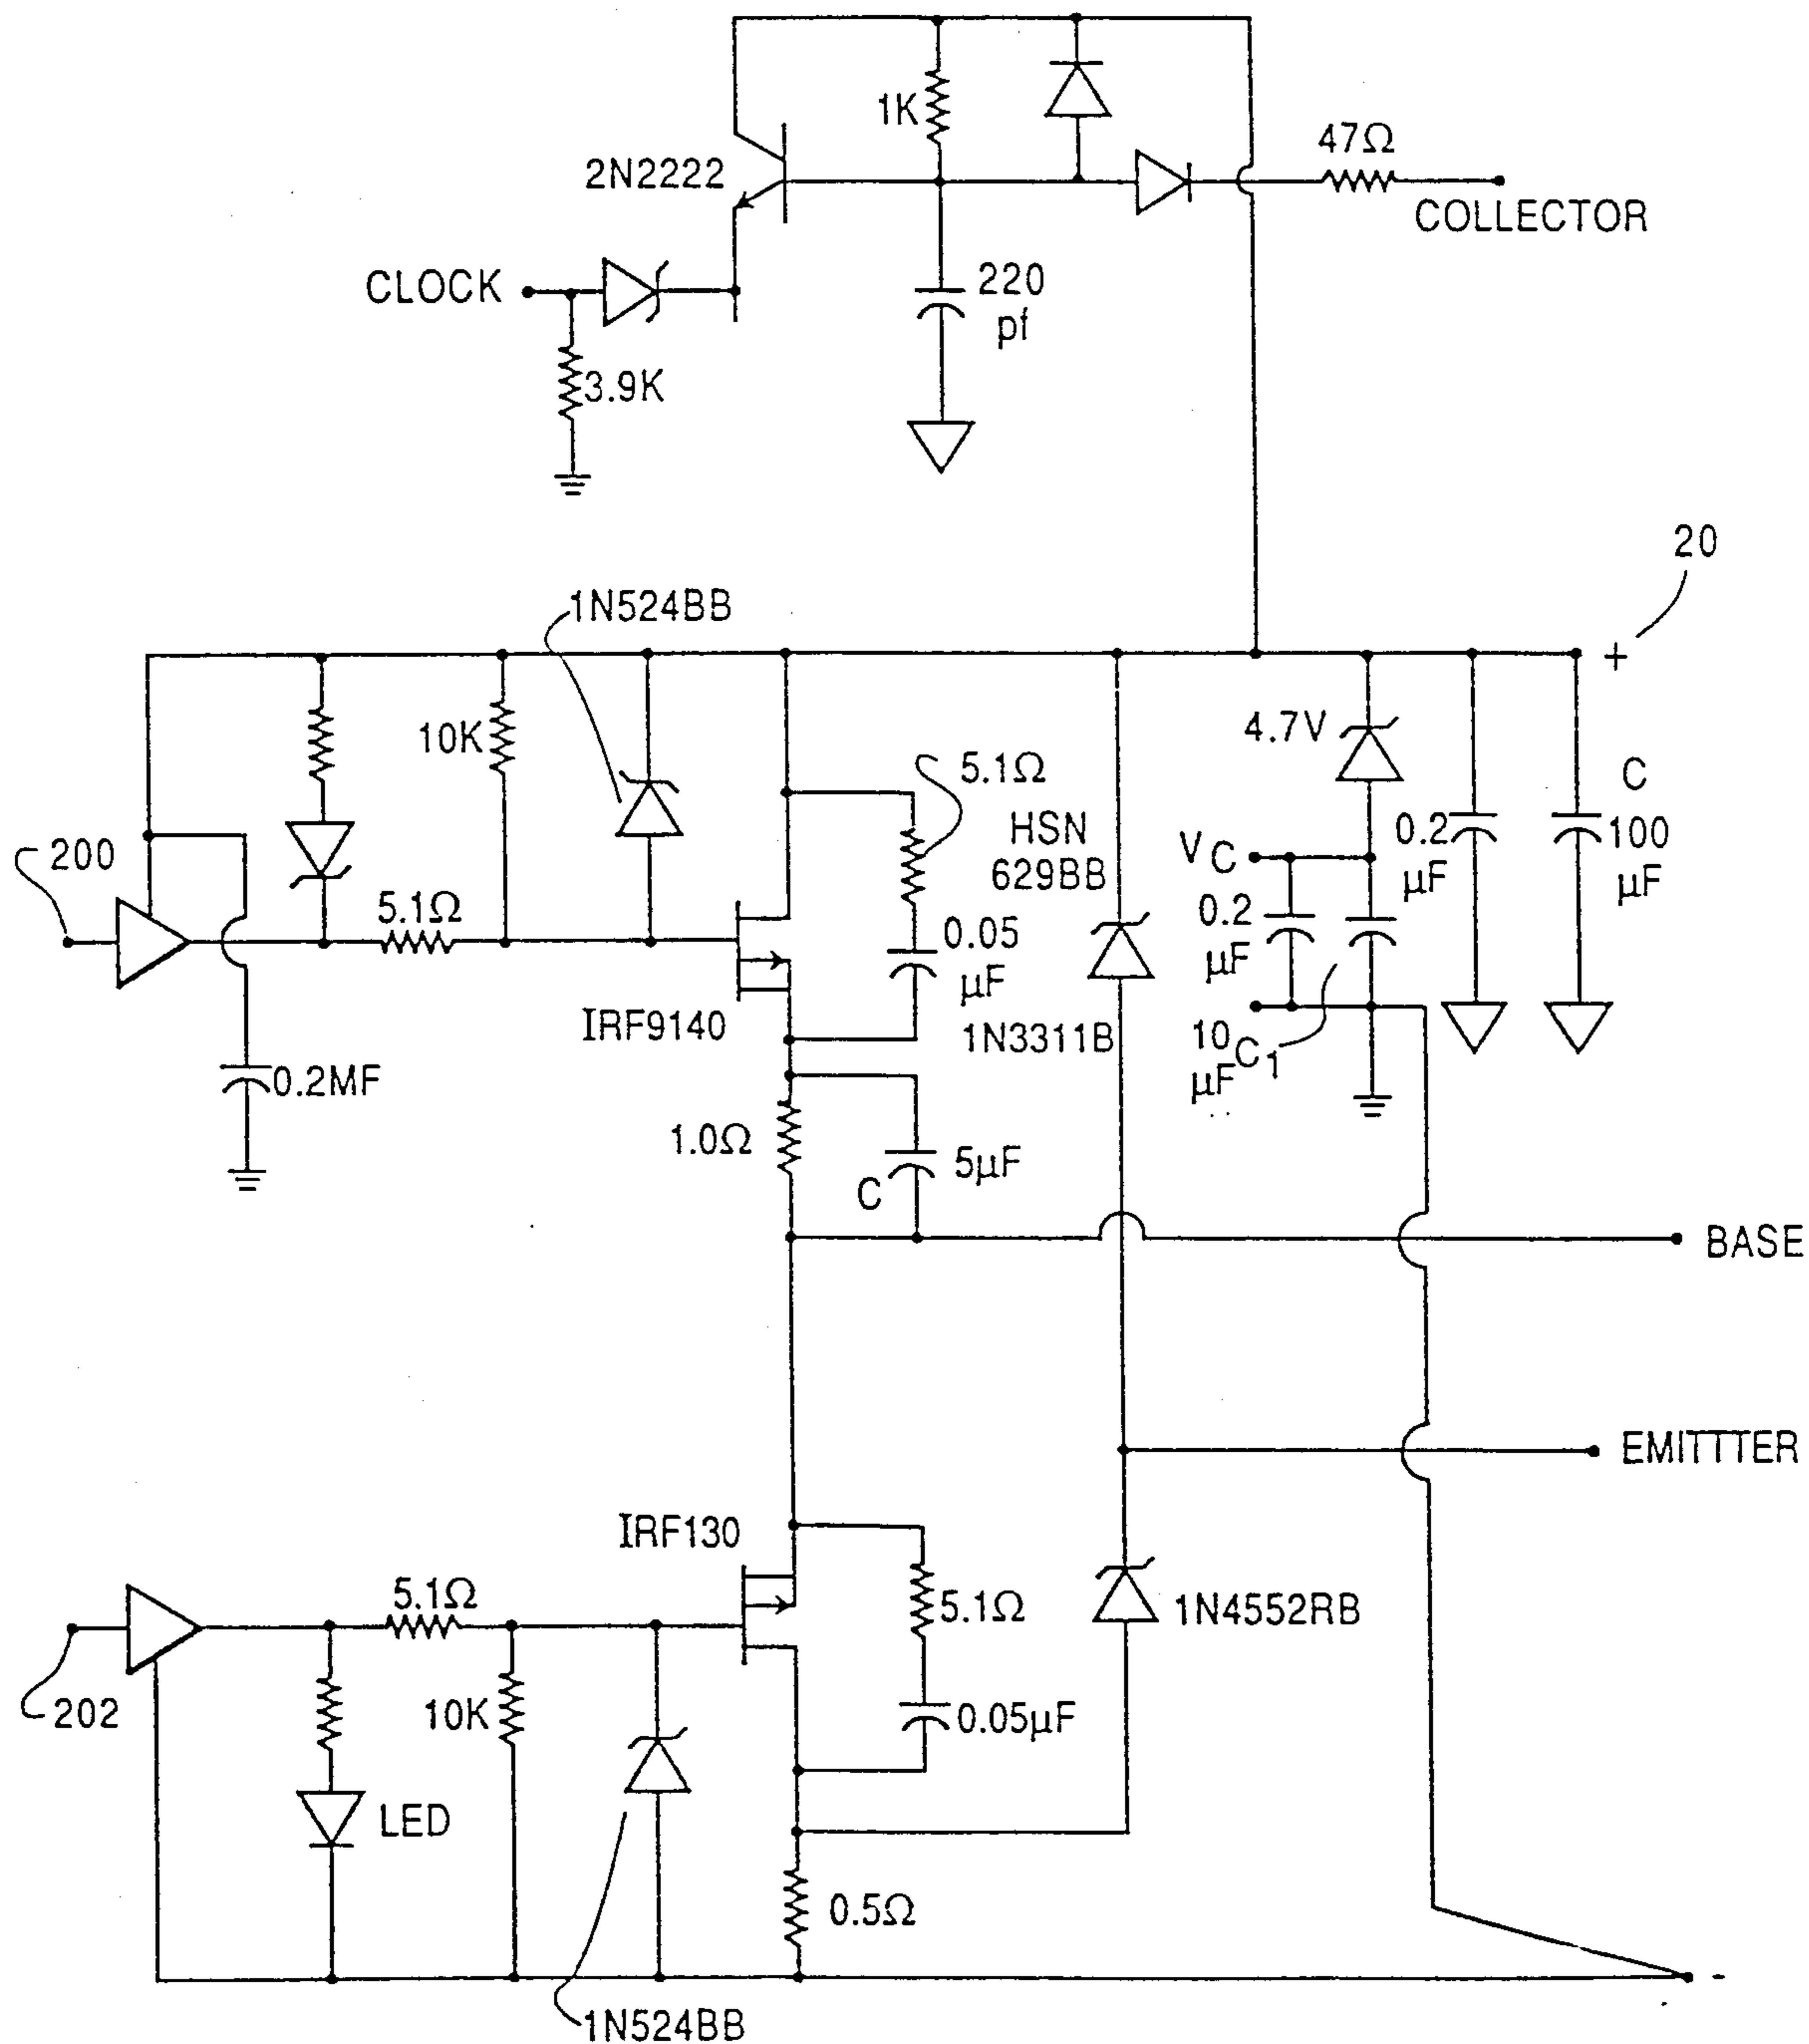 1K
47Ω
2N2222
COLLECTOR
CLOCK
220
pf
3.9K
20
1N524BB
+
10K
4.7V
5.1Ω
C
HSN
629BB
0.2
µF
100
µF
200
VC
5.1Ω
0.2
µF
0.05
µF
IRF9140
1N3311B
10
µF
C1
0.2MF
1.0Ω
5µF
C
BASE
EMITTTER
IRF130
5.1Ω
5.1Ω
1N4552RB
202
10K
0.05µF
LED
0.5Ω
-
1N524BB